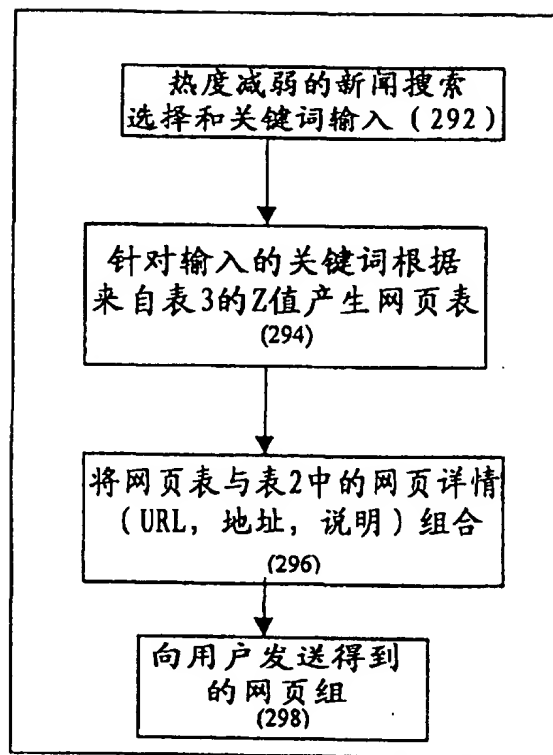 热度减弱的新闻搜索
选择和关键词输入（292）
针对输入的关键词根据
来自表3的Z值产生网页表
(294)
将网页表与表2中的网页详情
（URL，地址，说明）组合
(296)
向用户发送得到
的网页组
(298)